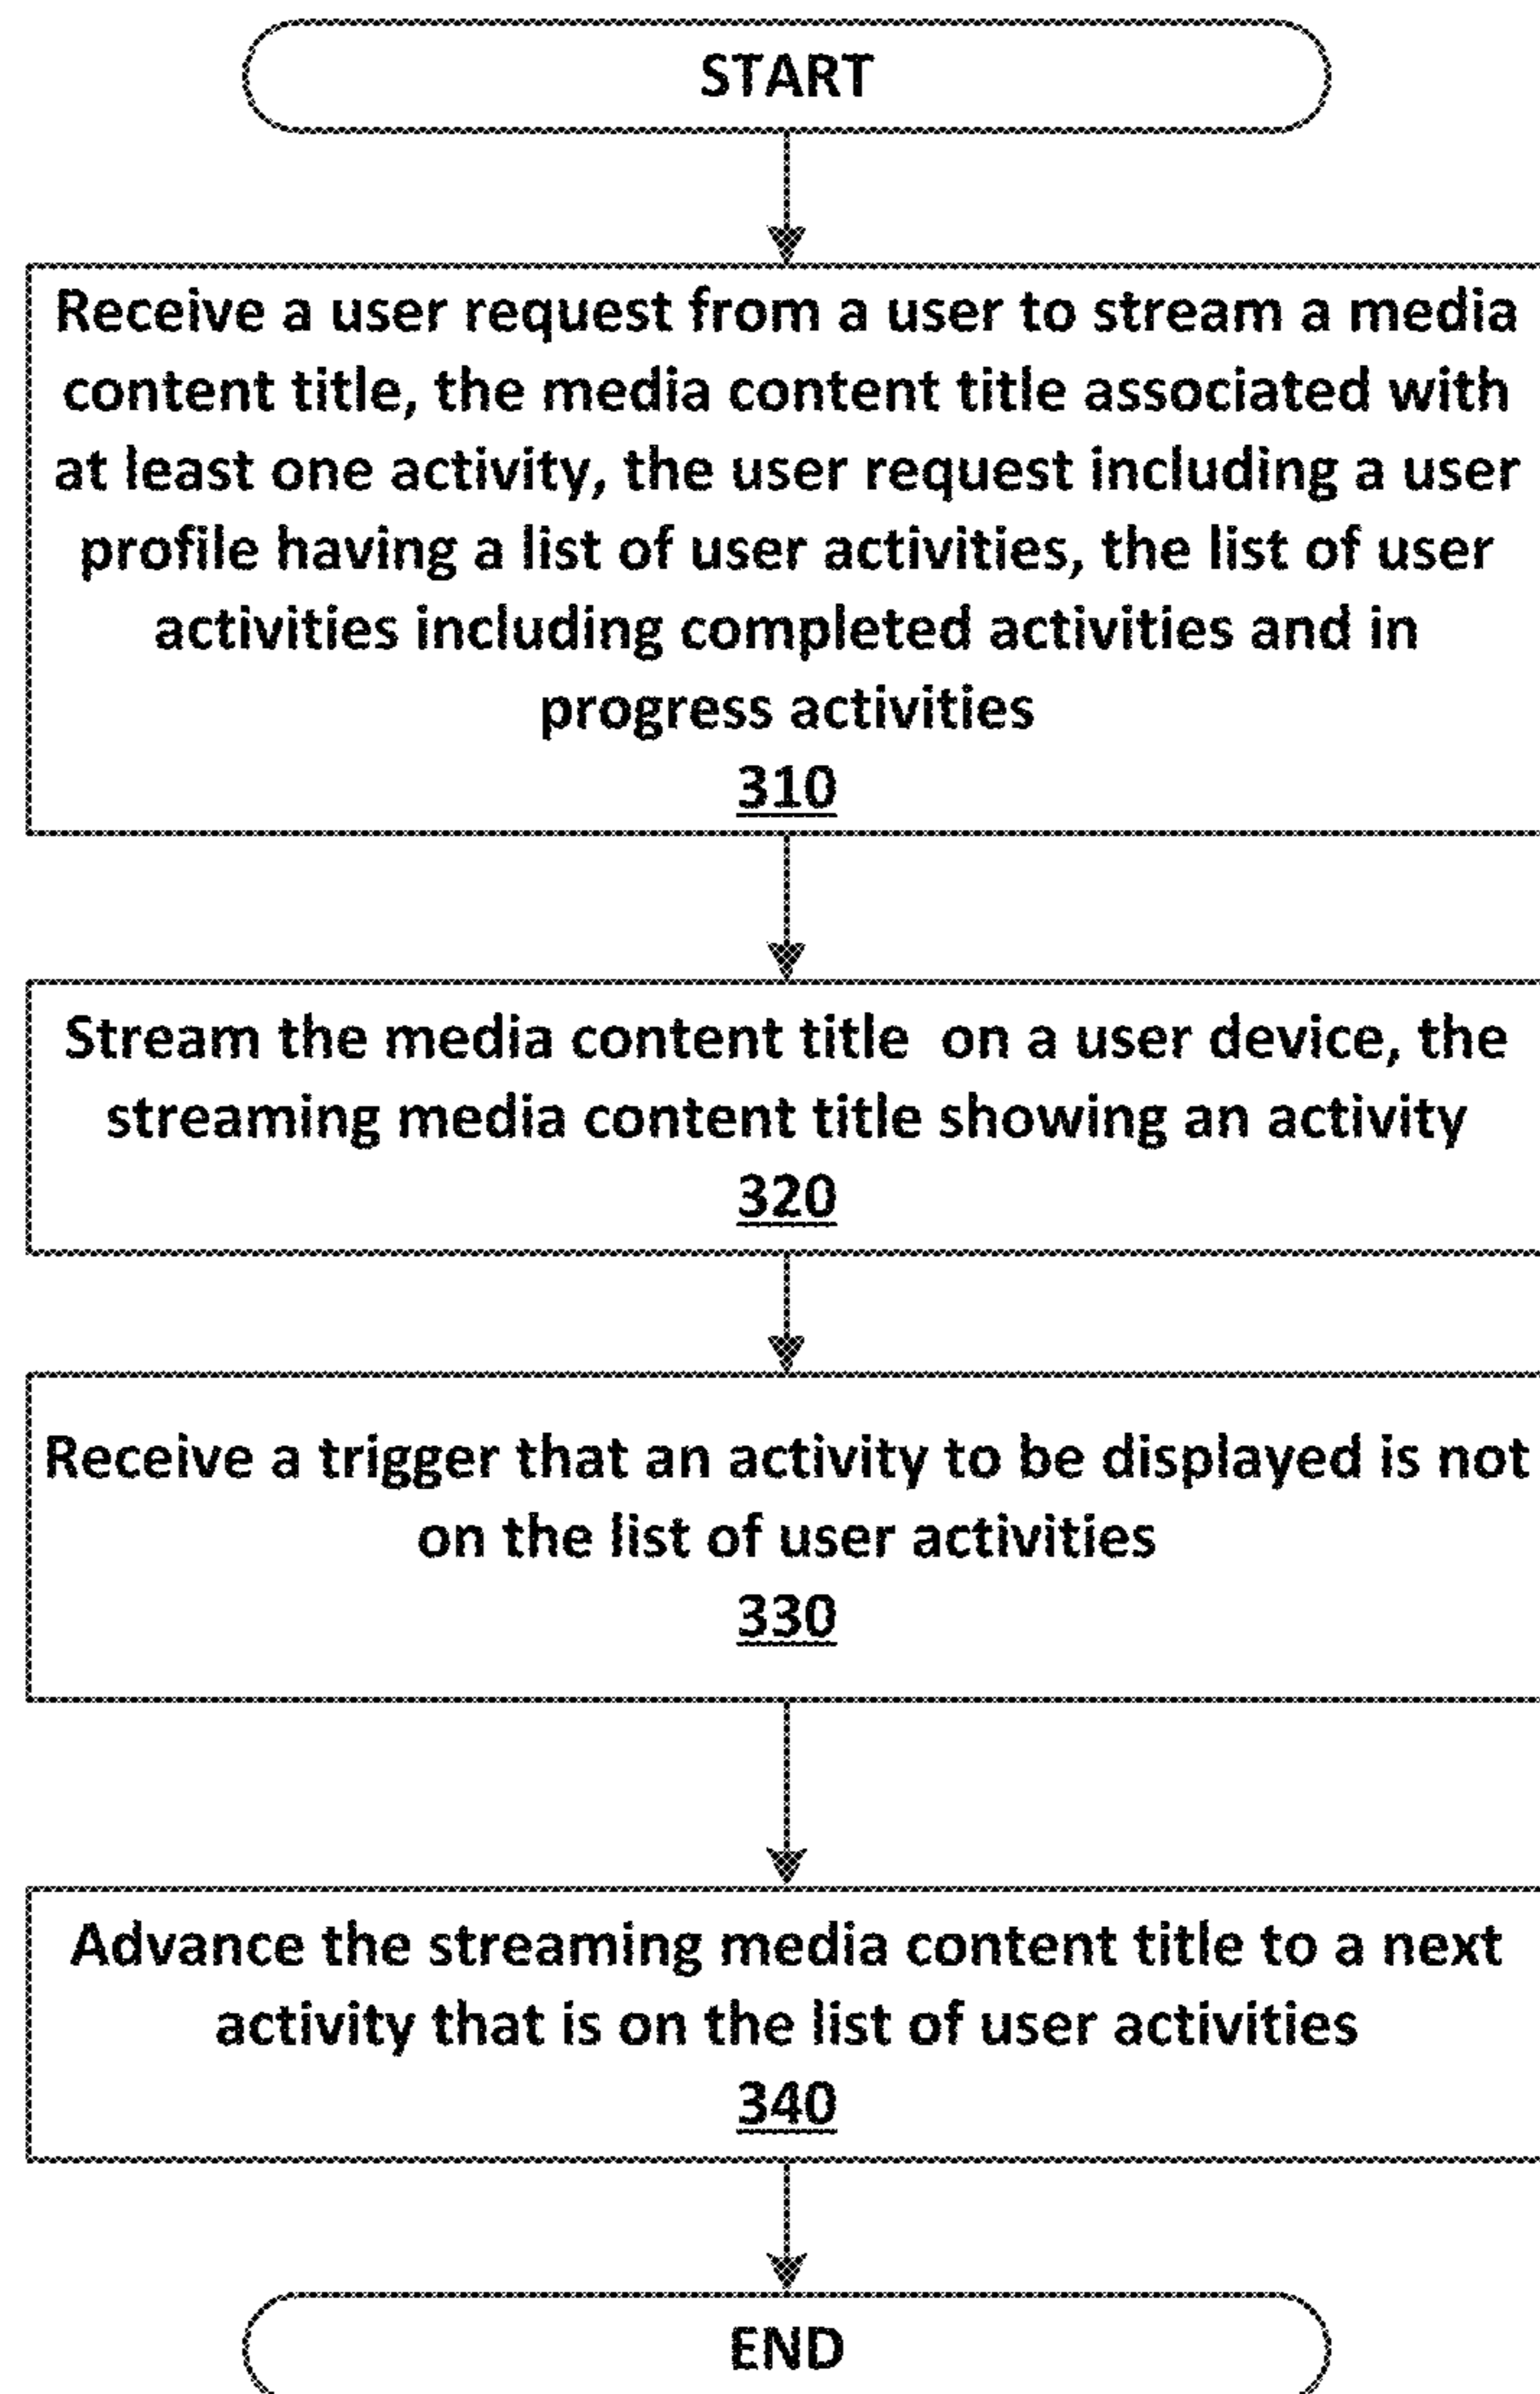 START
Receive a user request from a user to stream a media
content title, the media content title associated with
at least one activity, the user request including a user
profile having a list of user activities, the list of user
activities including completed activities and in
progress activities
310
Stream the media content title on a user device, the
streaming media content title showing an activity
320
Receive a trigger that an activity to be displayed is not
on the list of user activities
330
Advance the streaming media content title to a next
activity that is on the list of user activities
340
END